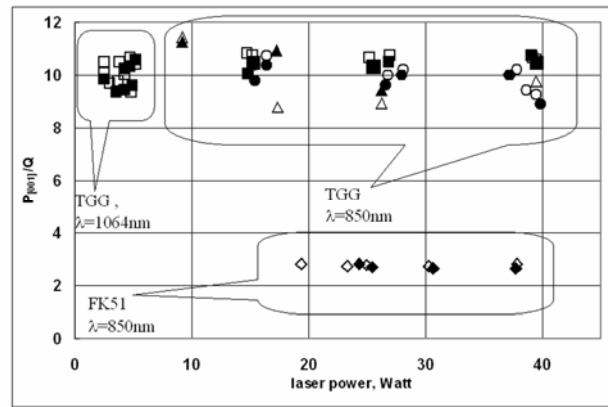 12
10
8
6
4
2
0
P[001]/Q
TGG ,
λ=1064nm
TGG
λ=850nm
FK51
λ=850nm
0 10 20 30 40
laser power, Watt